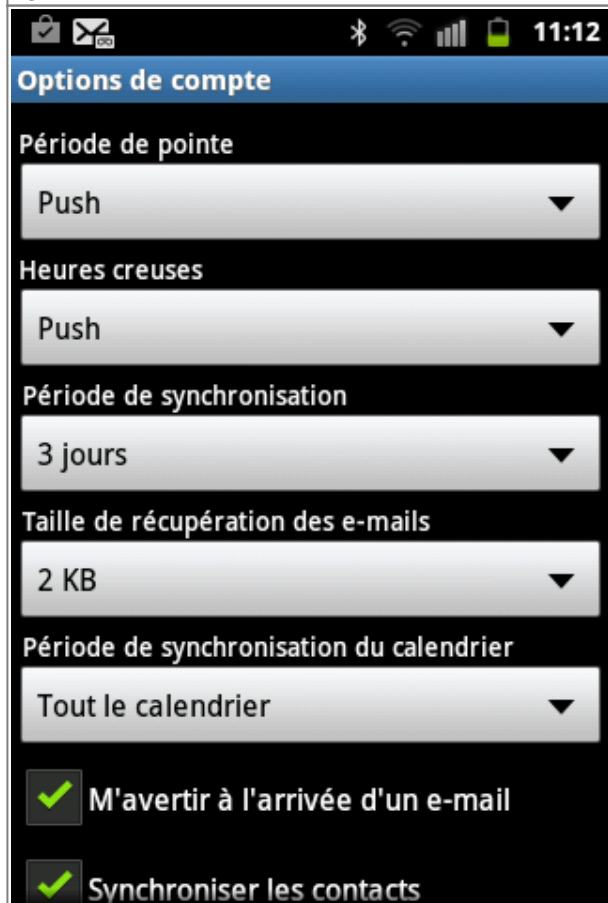 11:12
Options de compte
Période de pointe
Push
Heures creuses
Push
Période de synchronisation
3 jours
Taille de récupération des e-mails
2 KB
Période de synchronisation du calendrier
Tout le calendrier
M'avertir à l'arrivée d'un e-mail
Synchroniser les contacts